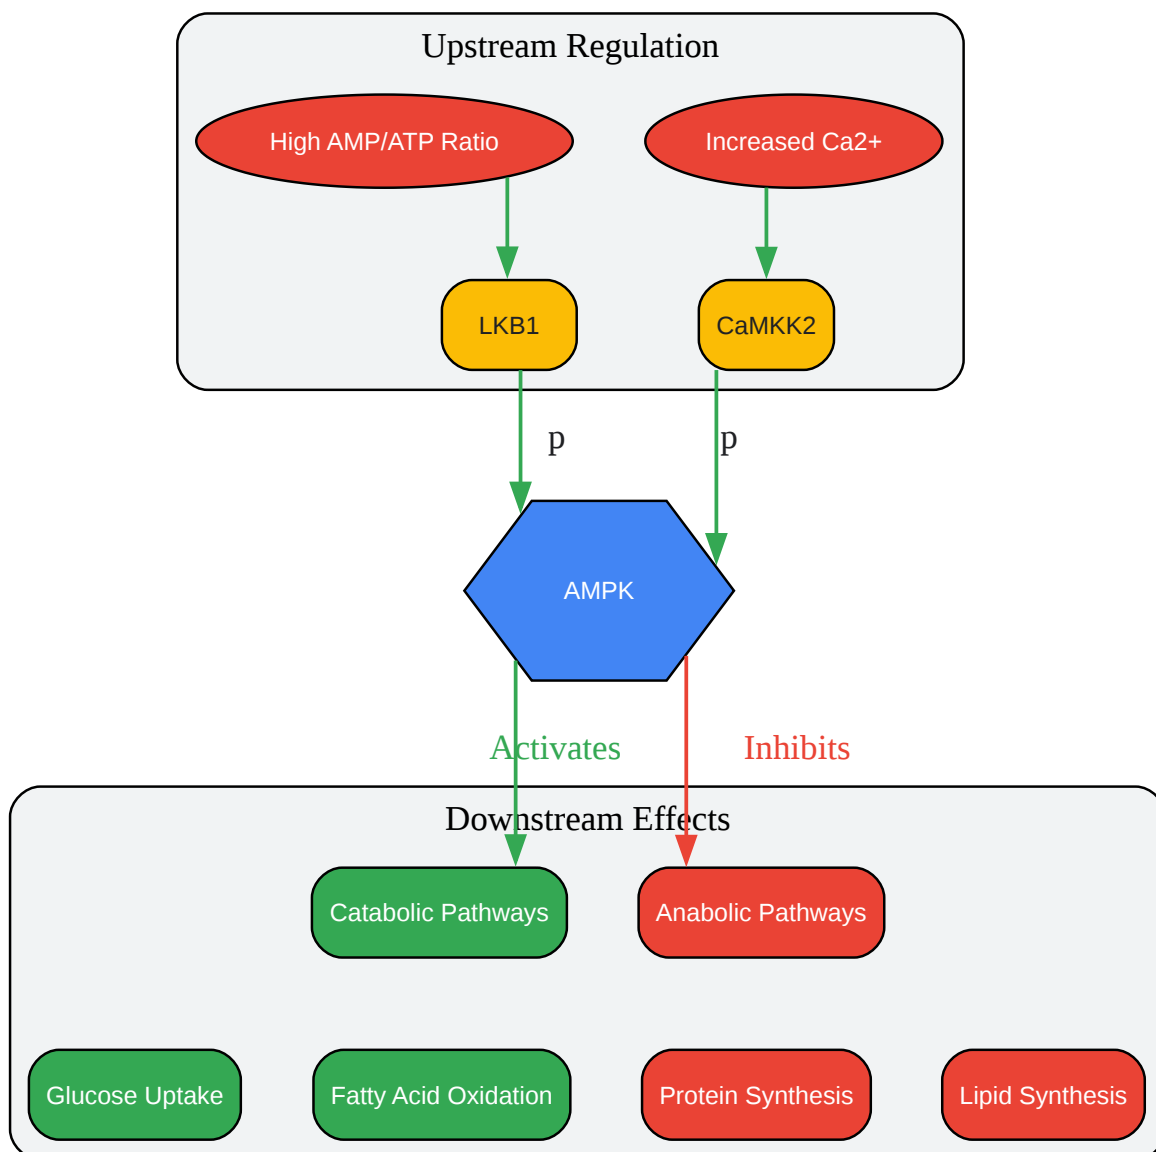 Upstream Regulation
High AMP/ATP Ratio
Increased Ca2+
LKB1
CaMKK2
p
p
AMPK
Activates
Inhibits
Downstream Effects
Catabolic Pathways
Anabolic Pathways
Glucose Uptake
Fatty Acid Oxidation
Protein Synthesis
Lipid Synthesis